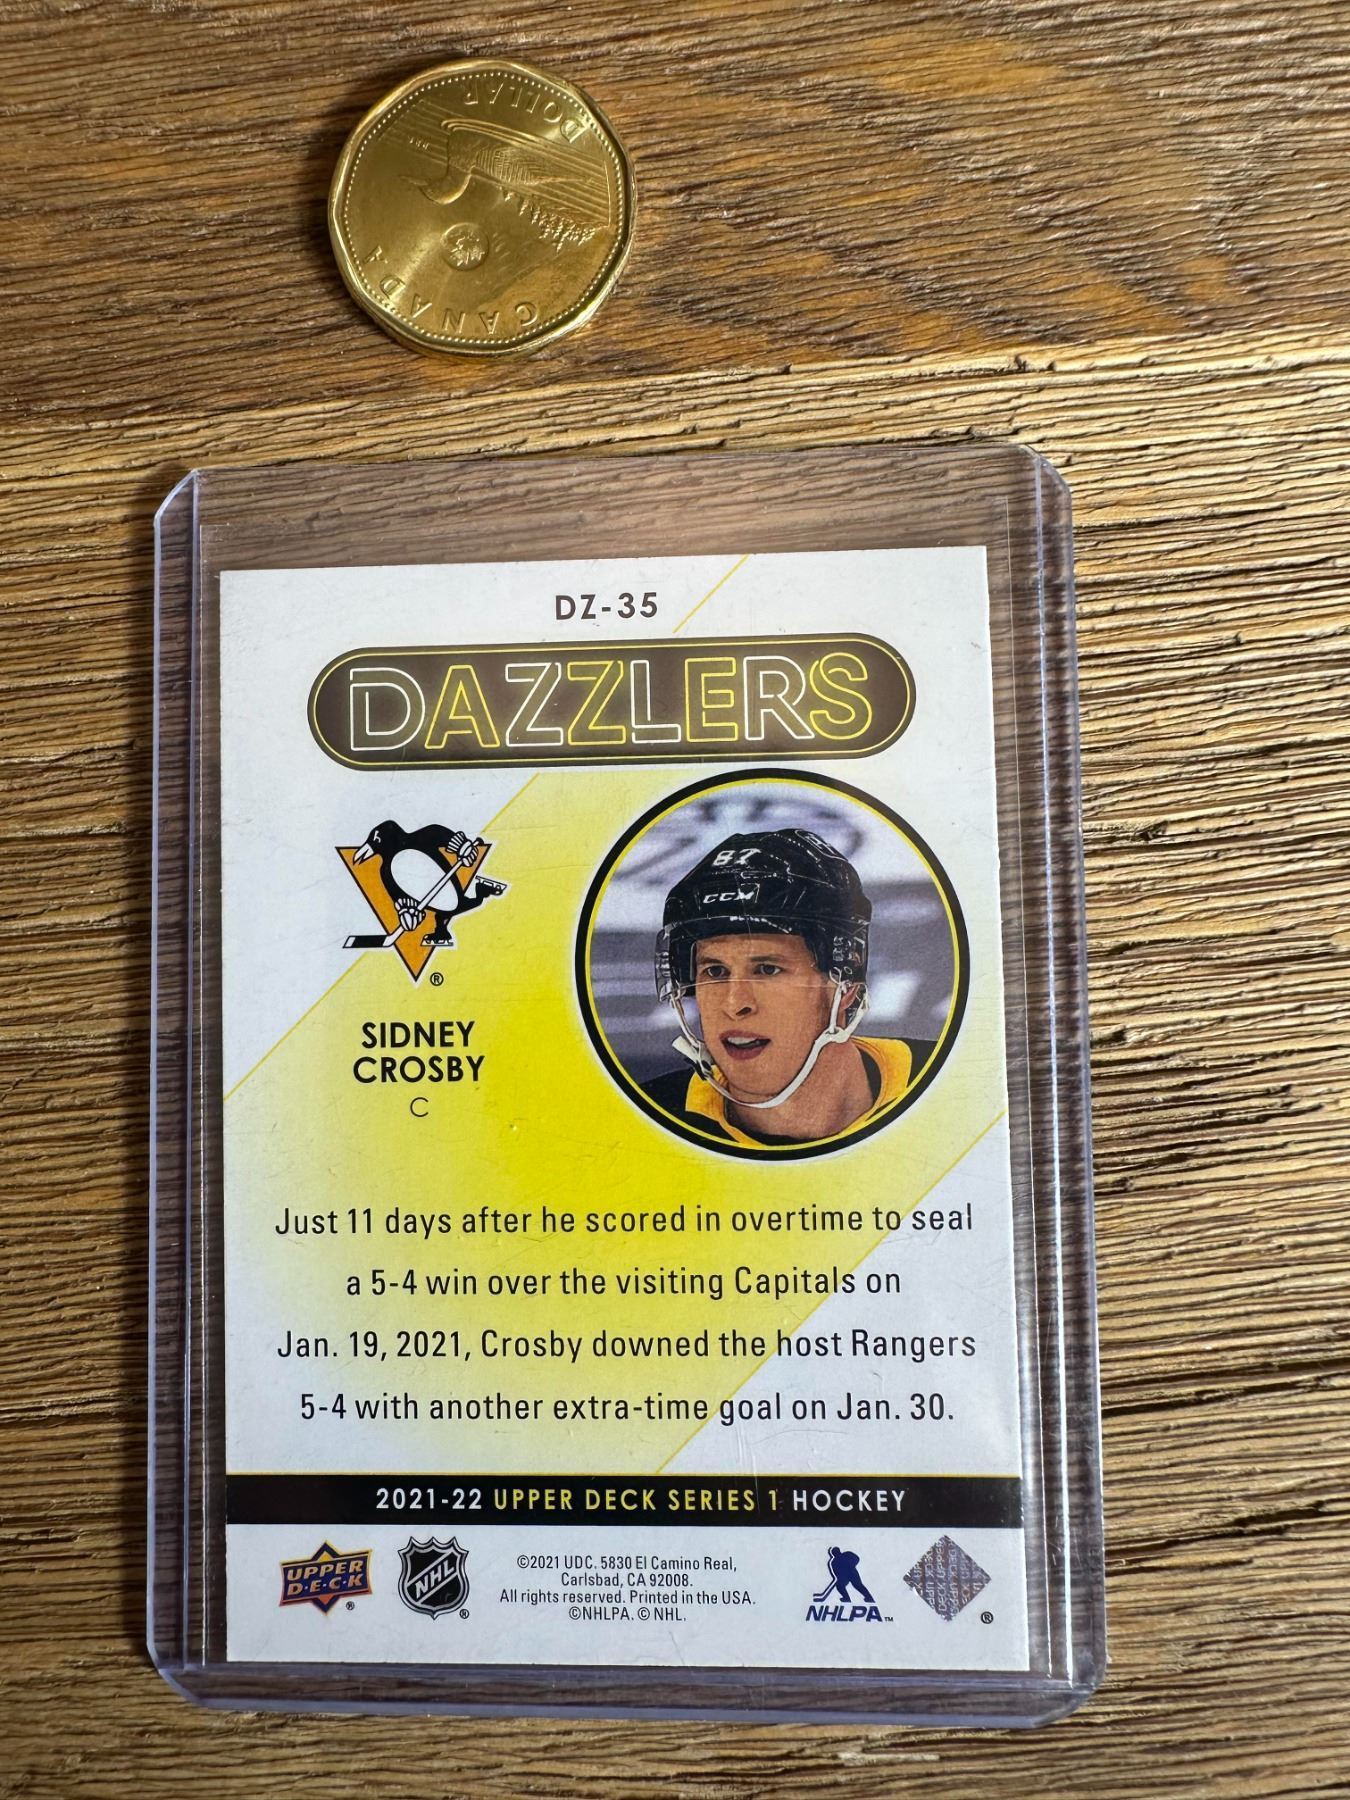 DOLLAR
CANADA
DZ-35
DAZZLERS
87
CCM
®
SIDNEY
CROSBY
C
Just 11 days after he scored in overtime to seal
a 5-4 win over the visiting Capitals on
Jan. 19, 2021, Crosby downed the host Rangers
5-4 with another extra-time goal on Jan. 30.
2021-22 UPPER DECK SERIES 1 HOCKEY
UPPER
D·E·C·K
®
NHL
®
©2021 UDC. 5830 El Camino Real,
Carlsbad, CA 92008.
All rights reserved. Printed in the USA.
©NHLPA. © NHL.
NHLPA™
®